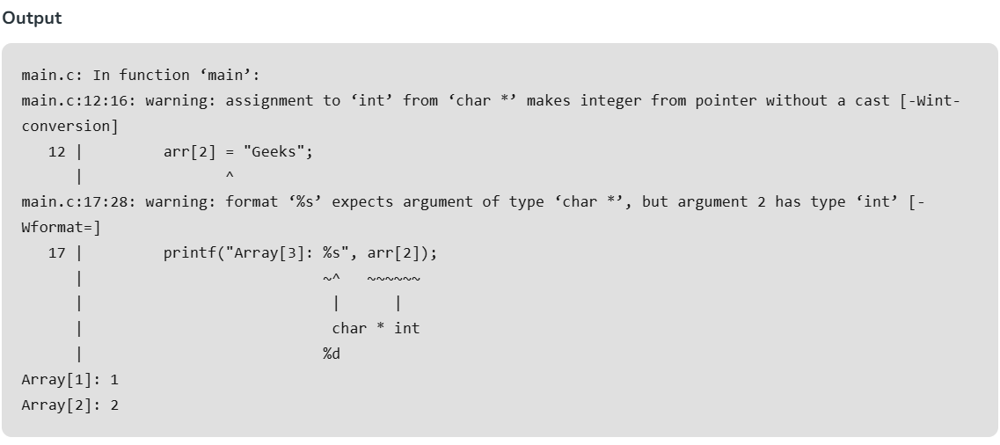 Output
main.c: In function ‘main’:
main.c:12:16: warning: assignment to ‘int’ from ‘char *’ makes integer from pointer without a cast [-Wint-
conversion]
   12 |         arr[2] = "Geeks";
      |                ^
main.c:17:28: warning: format ‘%s’ expects argument of type ‘char *’, but argument 2 has type ‘int’ [-
Wformat=]
   17 |         printf("Array[3]: %s", arr[2]);
      |                           ~^   ~~~~~~
      |                            |      |
      |                            char * int
      |                           %d
Array[1]: 1
Array[2]: 2